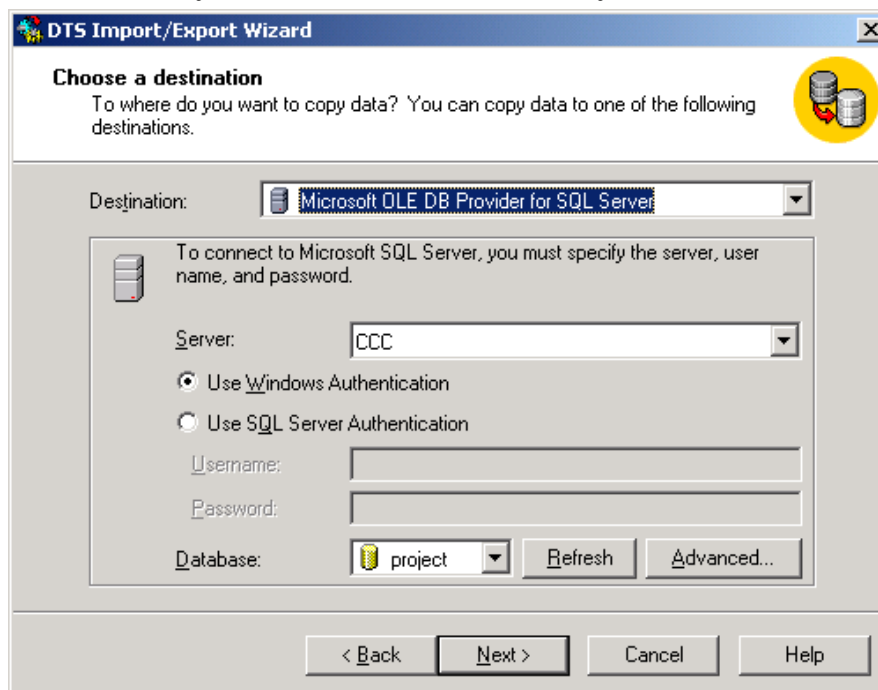 DTS Import/Export Wizard
Choose a destination
To where do you want to copy data? You can copy data to one of the following
destinations.
Destination:
Microsoft OLE DB Provider for SQL Server
To connect to Microsoft SQL Server, you must specify the server, user
name, and password.
Server:
CCC
Use Windows Authentication
Use SQL Server Authentication
Username:
Password:
Database:
project
Refresh
Advanced...
< Back
Next >
Cancel
Help